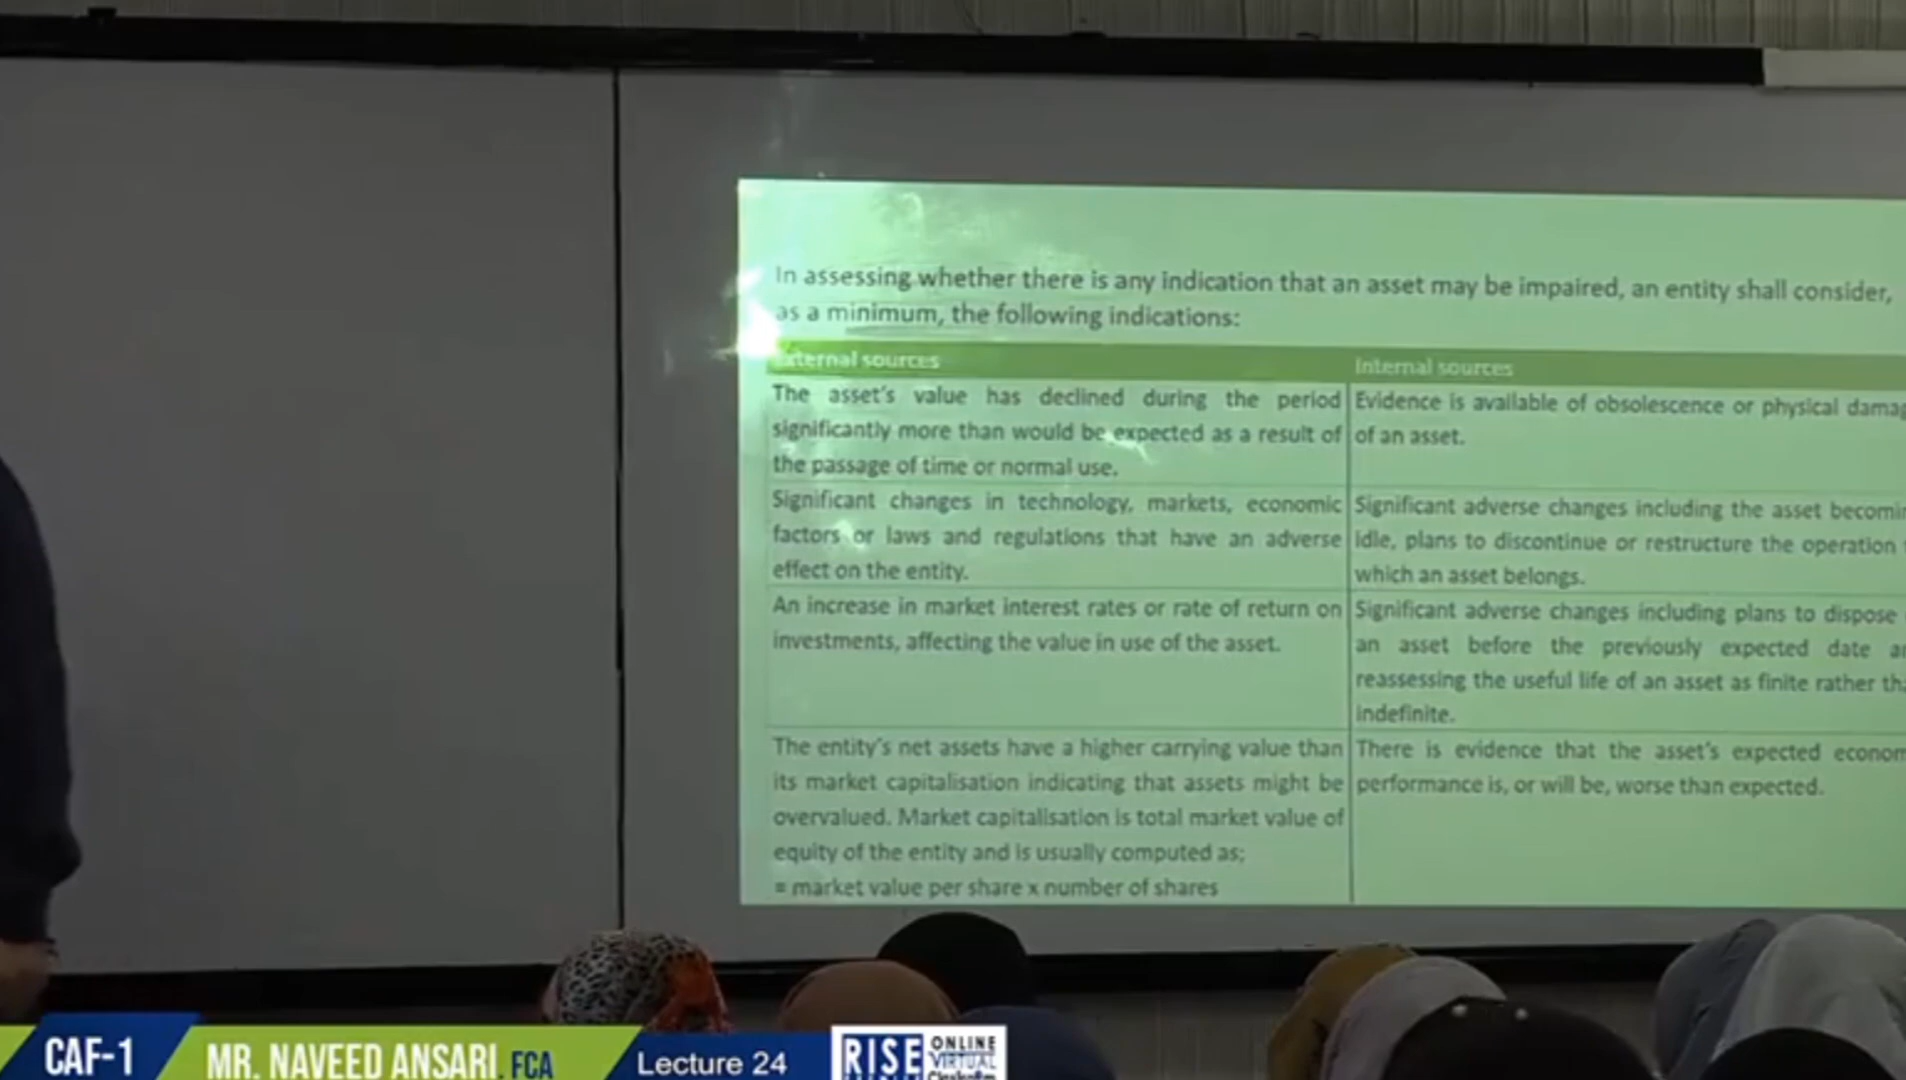 In assessing whether there is any indication that an asset may be impaired, an entity shall consider,
as a minimum, the following indications:
External sources
The asset's value has declined during the period
significantly more than would be expected as a result of
the passage of time or normal use.
Significant changes in technology, markets, economic
factors or laws and regulations that have an adverse
effect on the entity.
An increase in market interest rates or rate of return on
investments, affecting the value in use of the asset.
The entity's net assets have a higher carrying value than
its market capitalisation indicating that assets might be
overvalued. Market capitalisation is total market value of
equity of the entity and is usually computed as;
= market value per share x number of shares
Internal sources
Evidence is available of obsolescence or physical damag
of an asset.
Significant adverse changes including the asset becomin
idle, plans to discontinue or restructure the operation
which an asset belongs.
Significant adverse changes including plans to dispose
an asset before the previously expected date an
reassessing the useful life of an asset as finite rather tha
indefinite.
There is evidence that the asset's expected econom
performance is, or will be, worse than expected.
CAF-1
MR. NAVEED ANSARI, FCA
Lecture 24
RISE
ONLINE
VIRTUAL